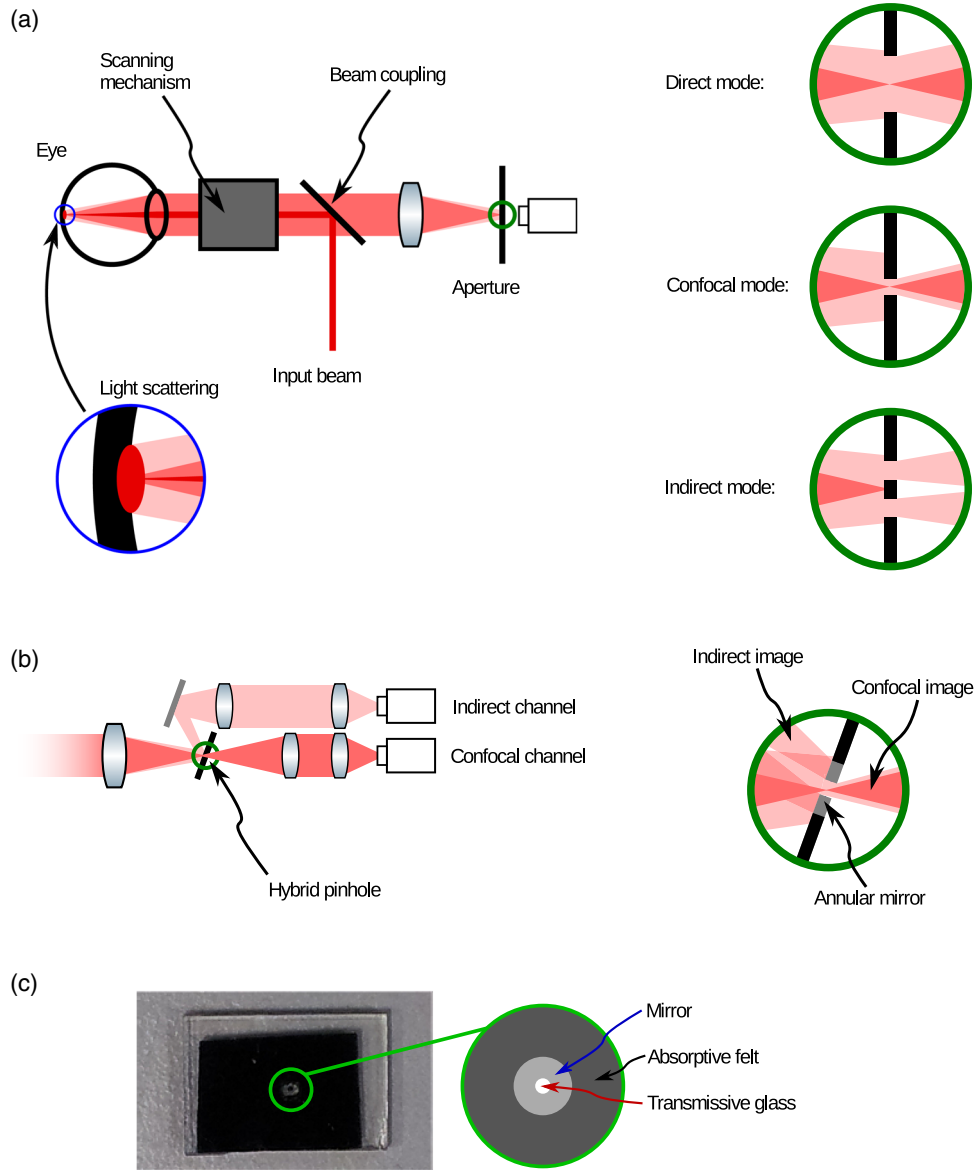 (a)
Scanning
mechanism
Beam coupling
Eye
Aperture
Input beam
Light scattering
Direct mode:
Confocal mode:
Indirect mode:
(b)
Indirect channel
Confocal channel
Hybrid pinhole
Indirect image
Confocal image
Annular mirror
(c)
Mirror
Absorptive felt
Transmissive glass